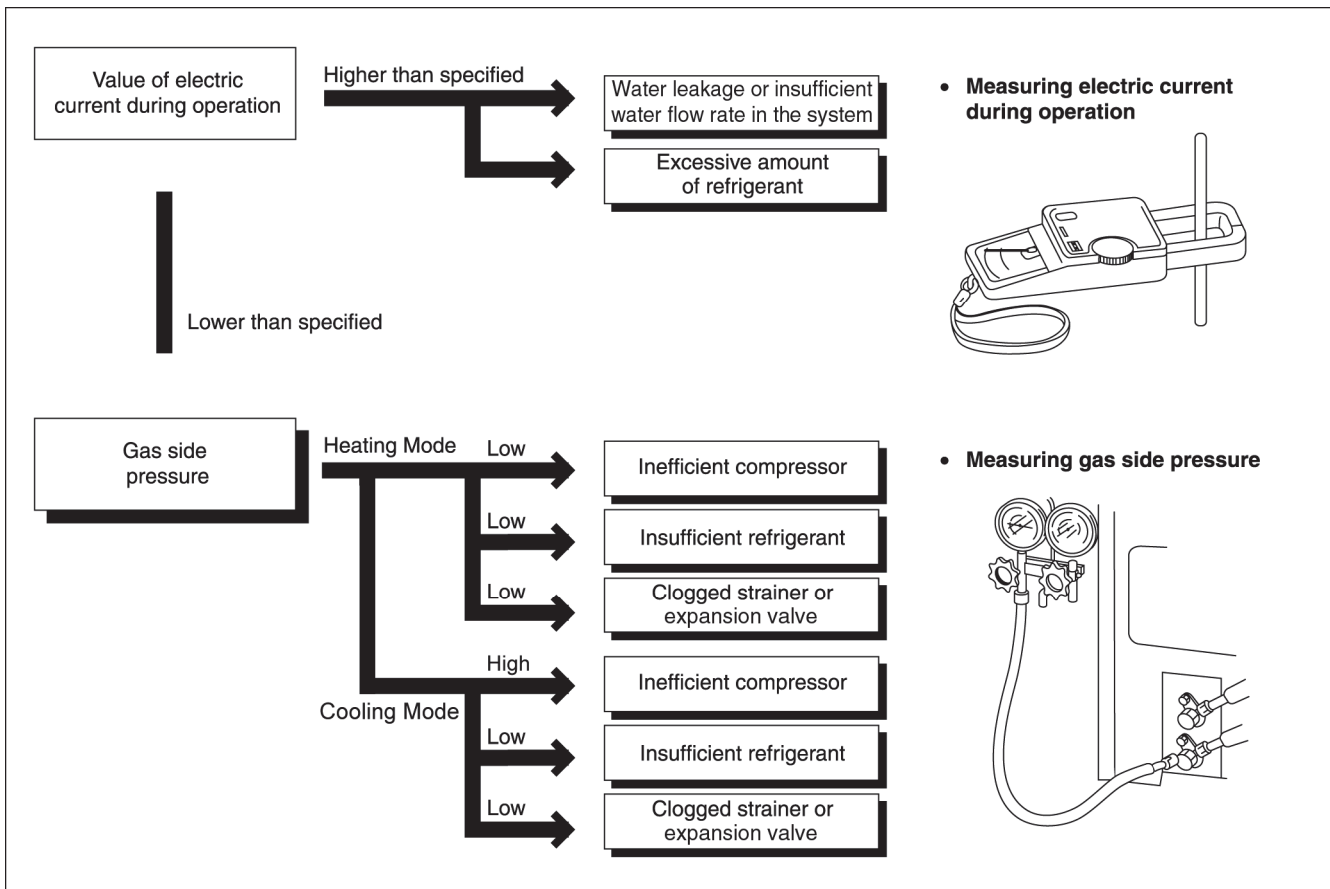 Value of electric
current during operation
Higher than specified
Water leakage or insufficient
water flow rate in the system
Excessive amount
of refrigerant
• Measuring electric current
during operation
Lower than specified
Gas side
pressure
Heating Mode
Low
Inefficient compressor
Low
Insufficient refrigerant
Low
Clogged strainer or
expansion valve
Cooling Mode
High
Inefficient compressor
Low
Insufficient refrigerant
Low
Clogged strainer or
expansion valve
• Measuring gas side pressure